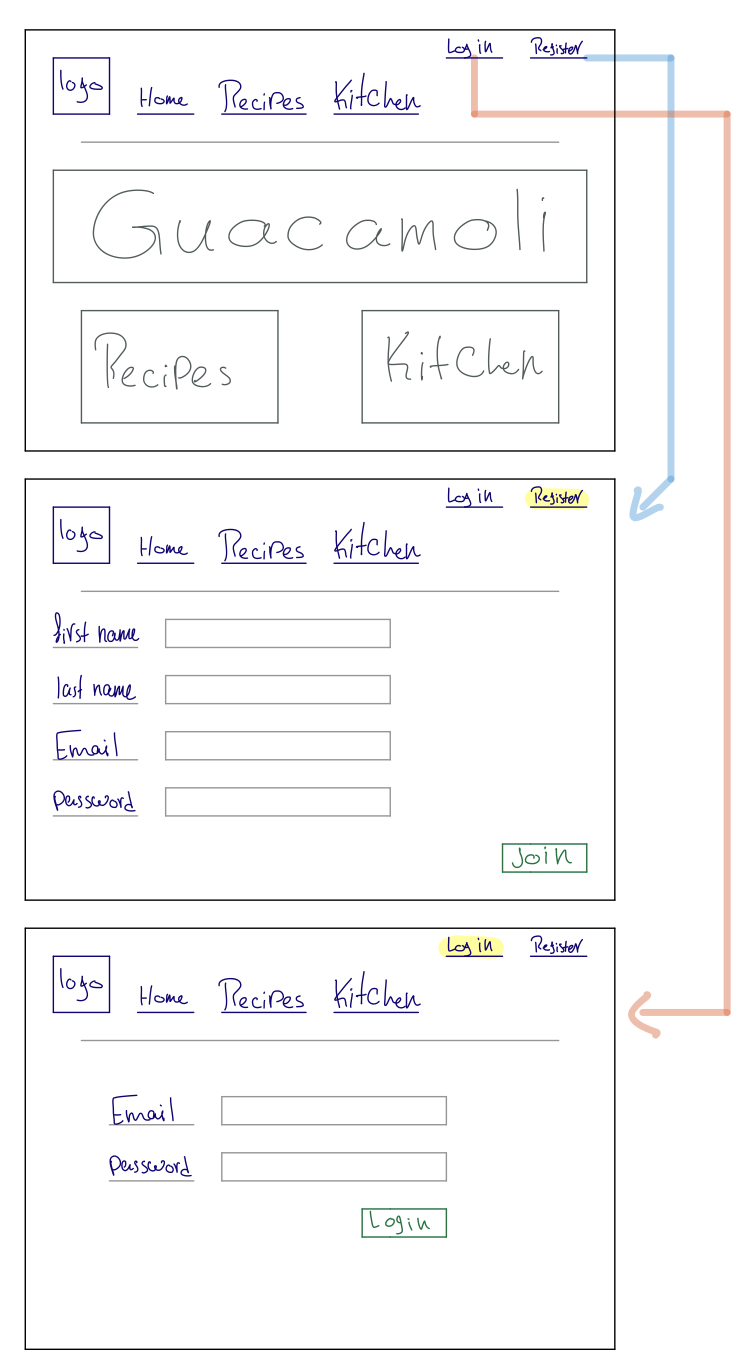 Log in Register
logo Home Recipes Kitchen
Guacamoli
Recipes Kitchen
Log in Register
logo Home Recipes Kitchen
first name
last name
Email
Password
Join
Log in Register
logo Home Recipes Kitchen
Email
Password
Login